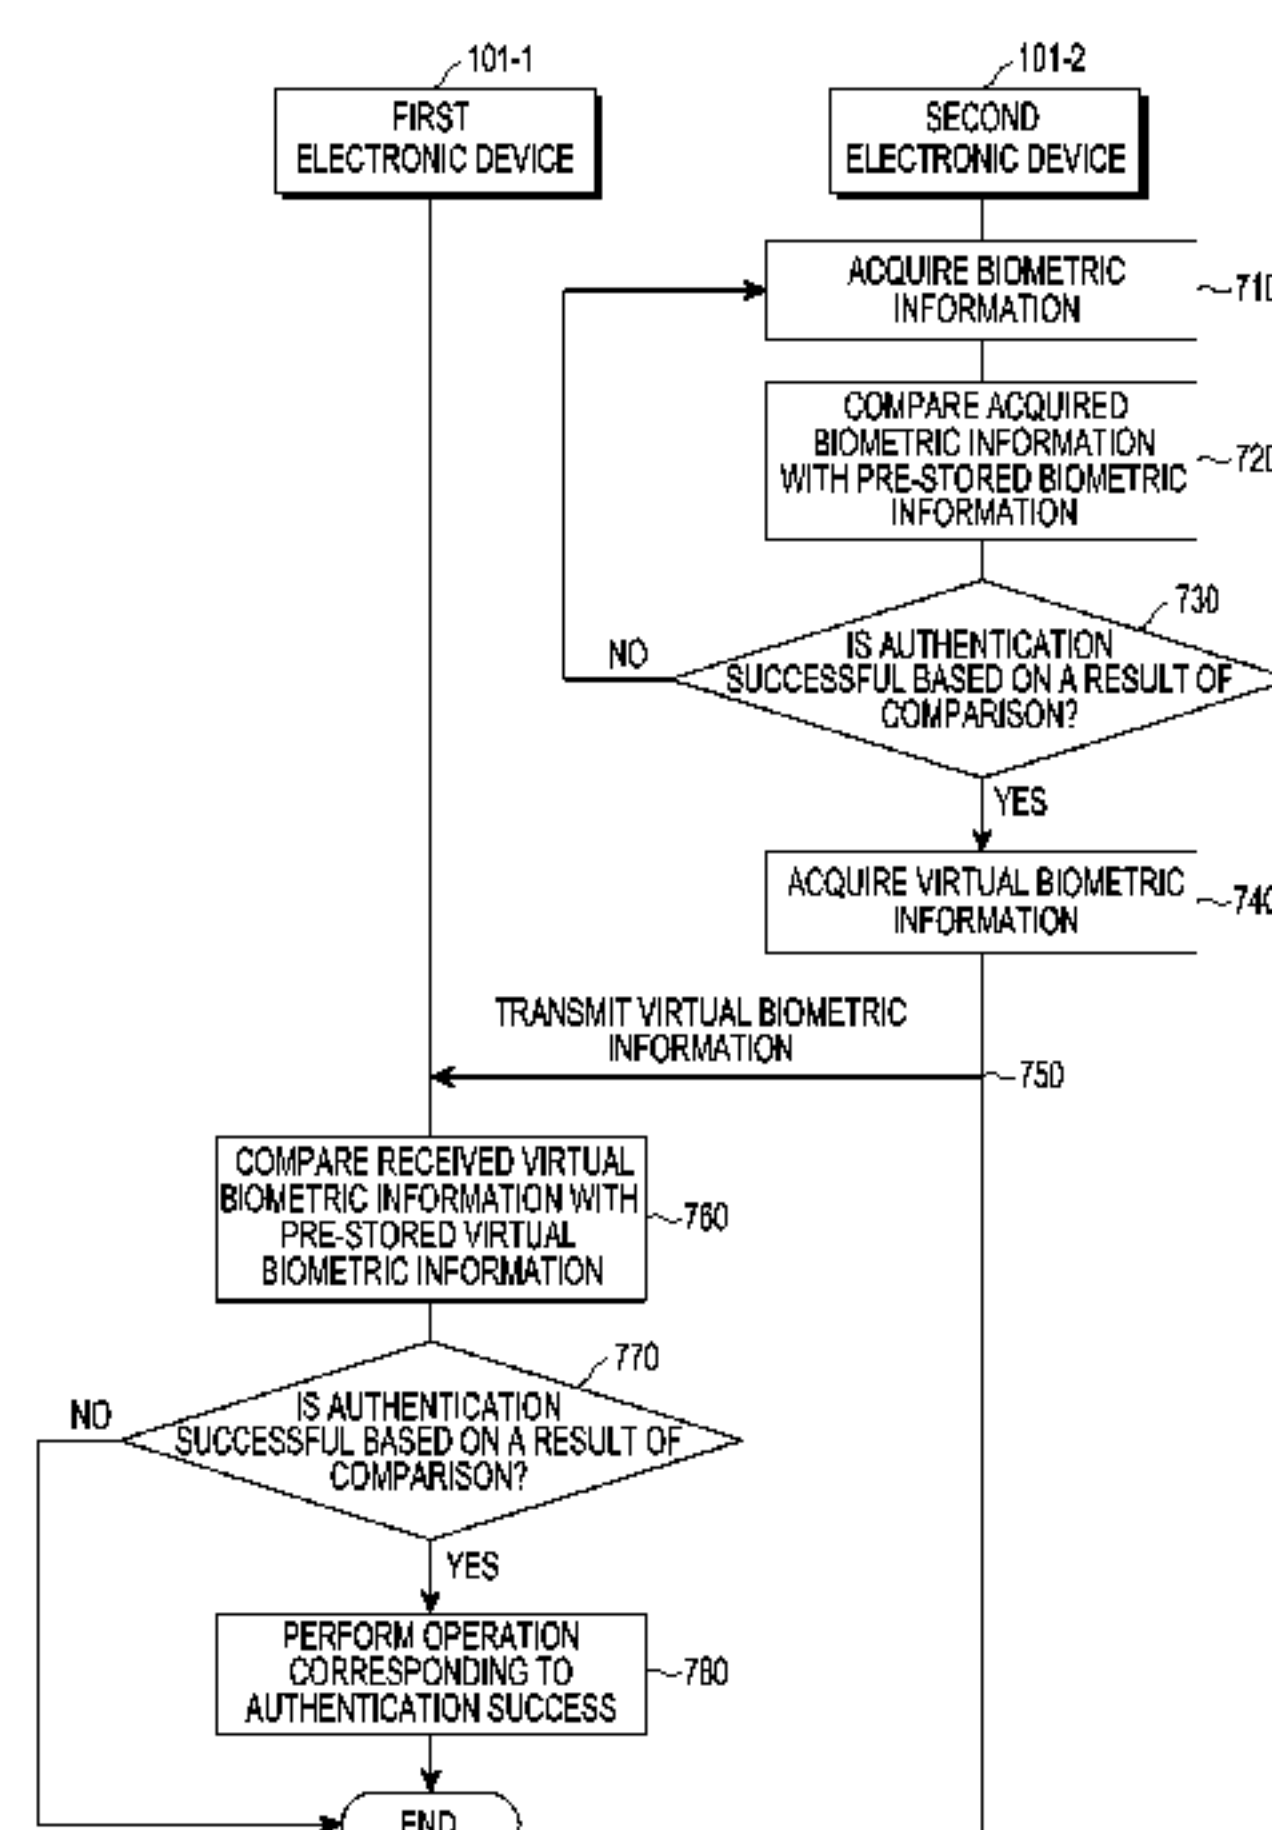 101-1
101-2
FIRST
ELECTRONIC DEVICE
SECOND
ELECTRONIC DEVICE
ACQUIRE BIOMETRIC
INFORMATION
710
COMPARE ACQUIRED
BIOMETRIC INFORMATION
WITH PRE-STORED BIOMETRIC
INFORMATION
720
730
IS AUTHENTICATION
SUCCESSFUL BASED ON A RESULT OF
COMPARISON?
NO
YES
ACQUIRE VIRTUAL BIOMETRIC
INFORMATION
740
TRANSMIT VIRTUAL BIOMETRIC
INFORMATION
750
COMPARE RECEIVED VIRTUAL
BIOMETRIC INFORMATION WITH
PRE-STORED VIRTUAL
BIOMETRIC INFORMATION
760
770
IS AUTHENTICATION
SUCCESSFUL BASED ON A RESULT OF
COMPARISON?
NO
YES
PERFORM OPERATION
CORRESPONDING TO
AUTHENTICATION SUCCESS
780
END